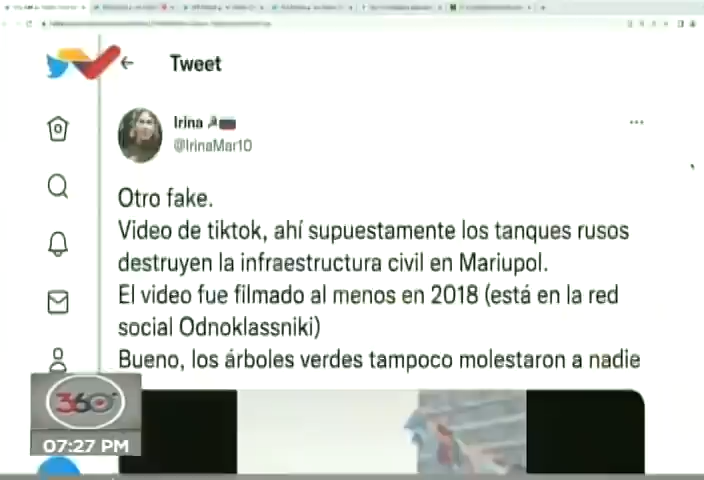 Tweet
Irina
@IrinaMar10
Otro fake.
Video de tiktok, ahí supuestamente los tanques rusos
destruyen la infraestructura civil en Mariupol.
El video fue filmado al menos en 2018 (está en la red
social Odnoklassniki)
Bueno, los árboles verdes tampoco molestaron a nadie
360°
07:27 PM